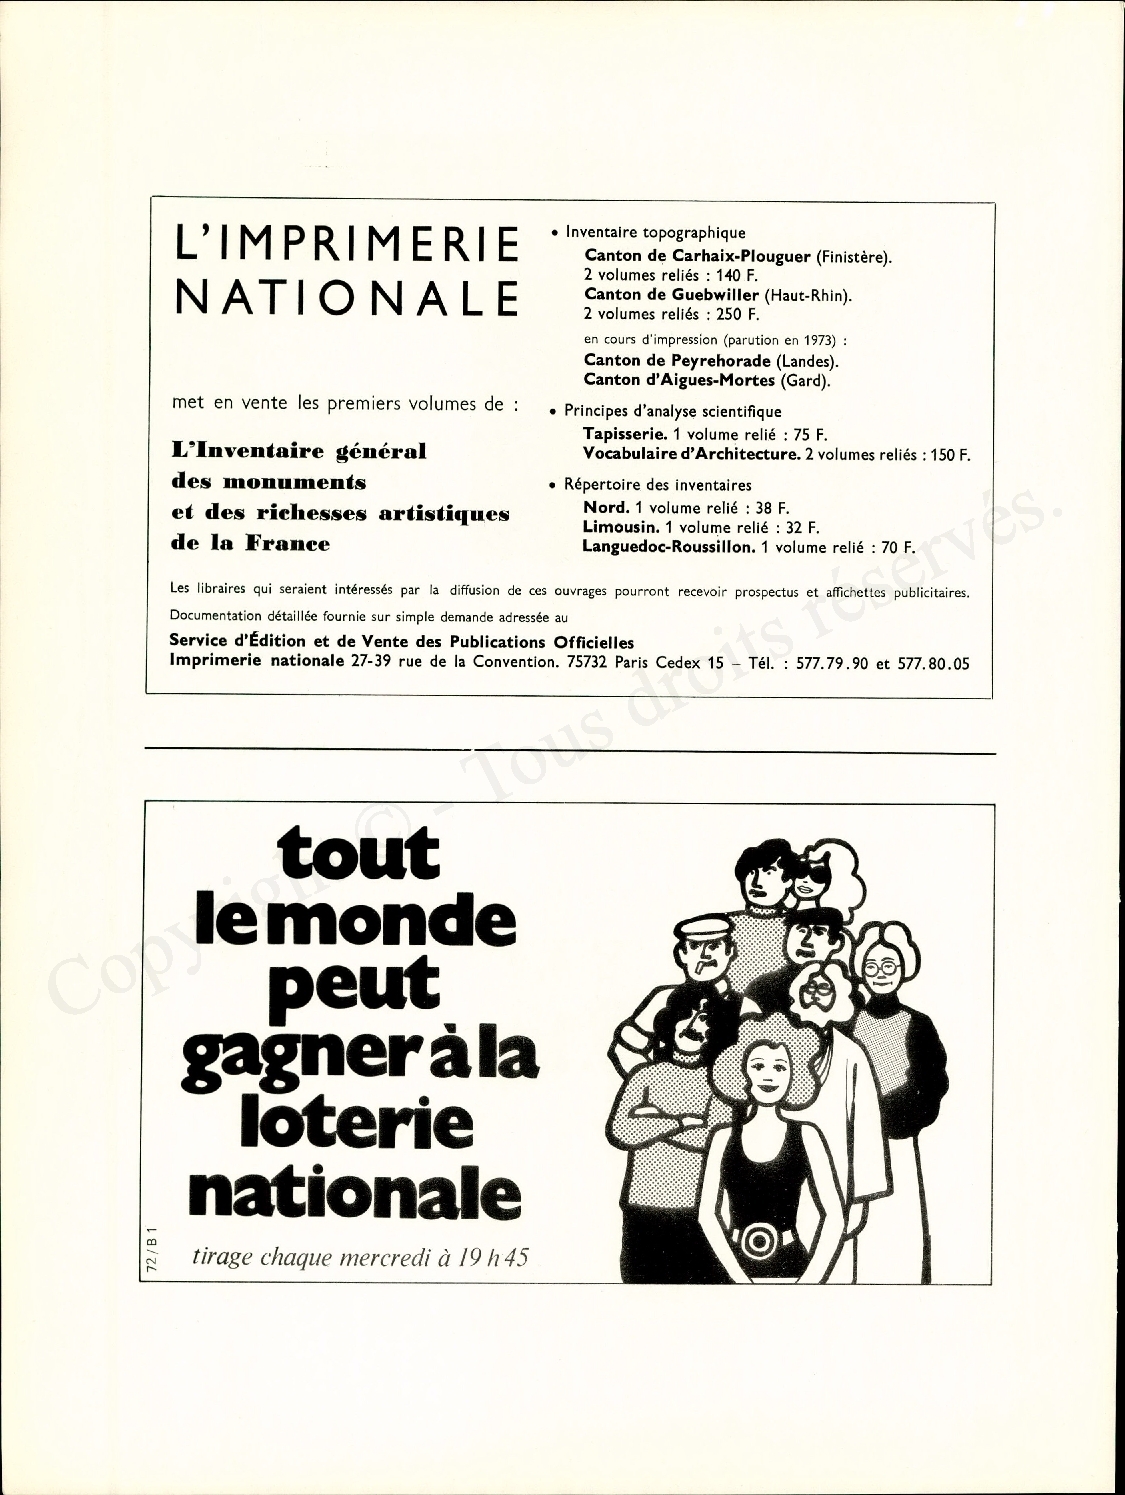 L'IMPRIMERIE
NATIONALE
met en vente les premiers volumes de :
L'Inventaire général
des monuments
et des richesses artistiques
de la France
• Inventaire topographique
Canton de Carhaix-Plouguer (Finistère).
2 volumes reliés : 140 F.
Canton de Guebwiller (Haut-Rhin).
2 volumes reliés : 250 F.
en cours d'impression (parution en 1973) :
Canton de Peyrehorade (Landes).
Canton d'Aigues-Mortes (Gard).
• Principes d'analyse scientifique
Tapisserie. 1 volume relié : 75 F.
Vocabulaire d'Architecture. 2 volumes reliés : 150 F.
• Répertoire des inventaires
Nord. 1 volume relié : 38 F.
Limousin. 1 volume relié : 32 F.
Languedoc-Roussillon. 1 volume relié : 70 F.
Les libraires qui seraient intéressés par la diffusion de ces ouvrages pourront recevoir prospectus et affichettes publicitaires.
Documentation détaillée fournie sur simple demande adressée au
Service d'Édition et de Vente des Publications Officielles
Imprimerie nationale 27-39 rue de la Convention. 75732 Paris Cedex 15 – Tél. : 577.79.90 et 577.80.05
tout
le monde
peut
gagner à la
loterie
nationale
tirage chaque mercredi à 19 h 45
72/B1
Copyright © - Tous droits réservés.